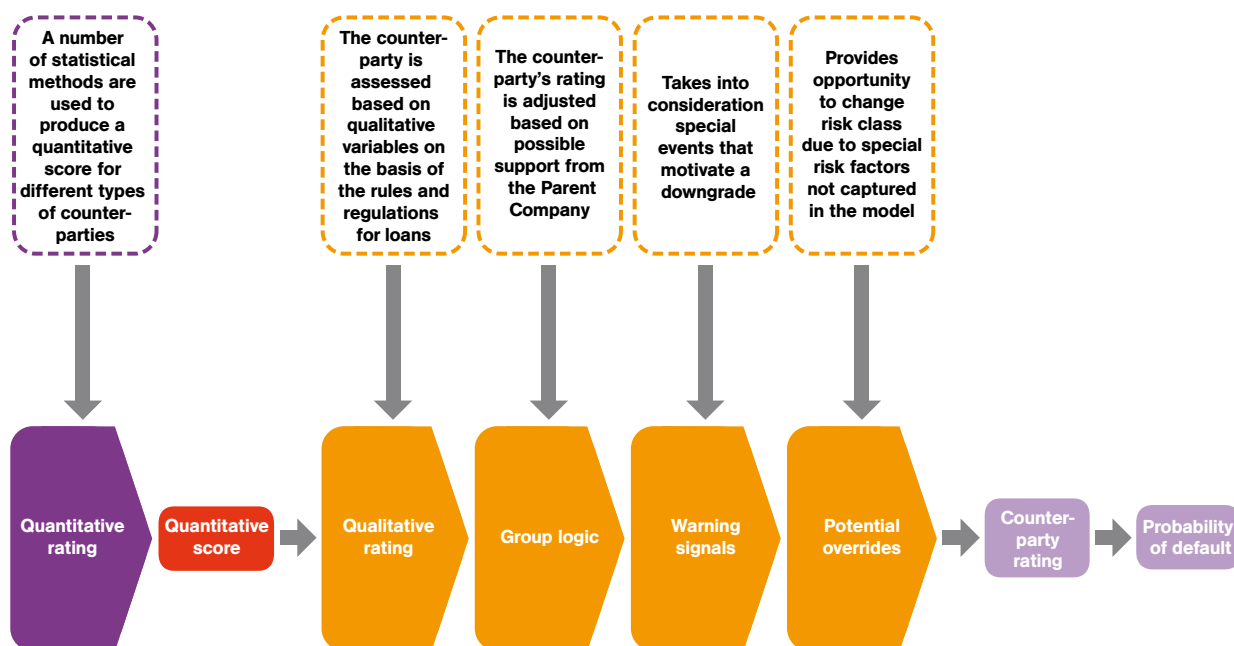 A number
of statistical
methods are
used to
produce a
quantitative
score for
different types
of counter-
parties
The counter-
party is
assessed
based on
qualitative
variables on
the basis of
the rules and
regulations
for loans
The counter-
party’s rating
is adjusted
based on
possible
support from
the Parent
Company
Takes into
consideration
special
events that
motivate a
downgrade
Provides
opportunity
to change
risk class
due to special
risk factors
not captured
in the model
Quantitative
rating
Quantitative
score
Qualitative
rating
Group logic
Warning
signals
Potential
overrides
Counter-
party
rating
Probability
of default